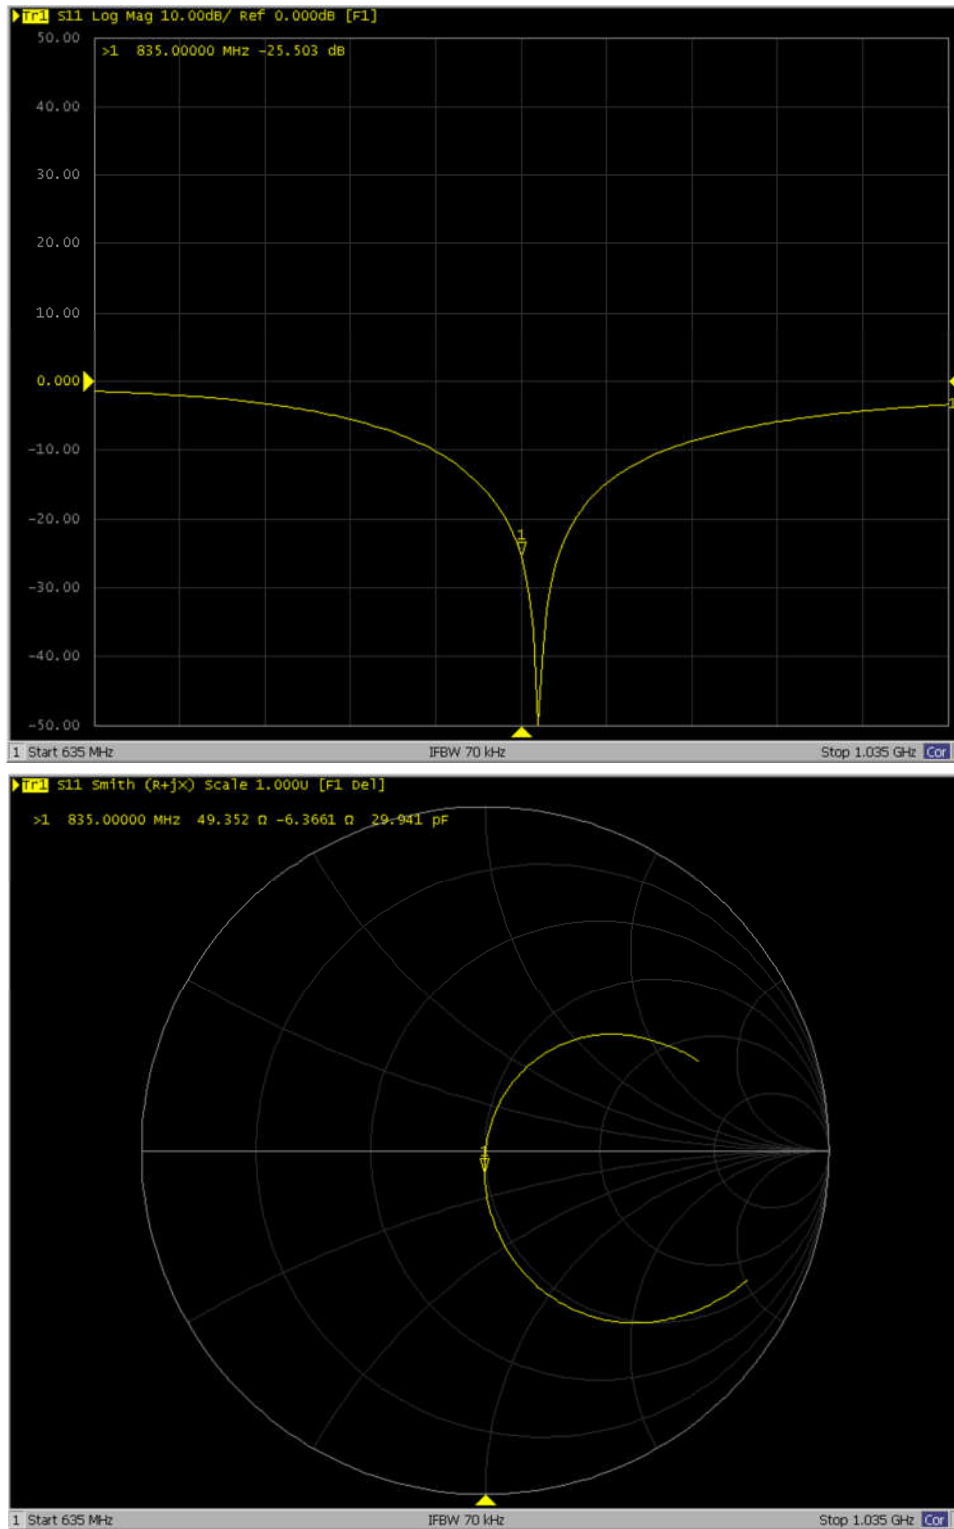 Tr1 S11 Log Mag 10.00dB/ Ref 0.000dB [F1]
50.00
>1 835.00000 MHz -25.503 dB
40.00
30.00
20.00
10.00
0.000
1
-10.00
-20.00
1
-30.00
-40.00
-50.00
1 Start 635 MHz IFBW 70 kHz Stop 1.035 GHz Cor
Tr1 S11 Smith (R+jX) Scale 1.000U [F1 Del]
>1 835.00000 MHz 49.352 Ω -6.3661 Ω 29.941 pF
1
1 Start 635 MHz IFBW 70 kHz Stop 1.035 GHz Cor